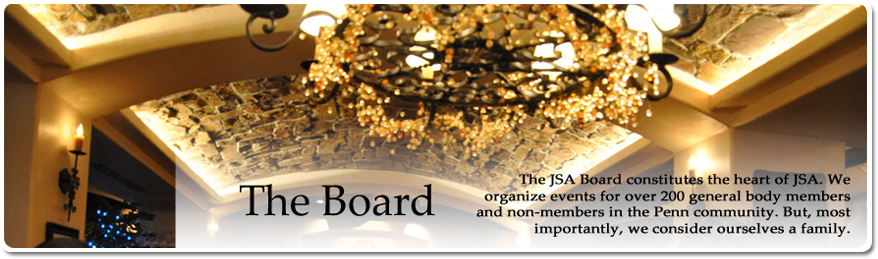 The Board
The JSA Board constitutes the heart of JSA. We
organize events for over 200 general body members
and non-members in the Penn community. But, most
importantly, we consider ourselves a family.